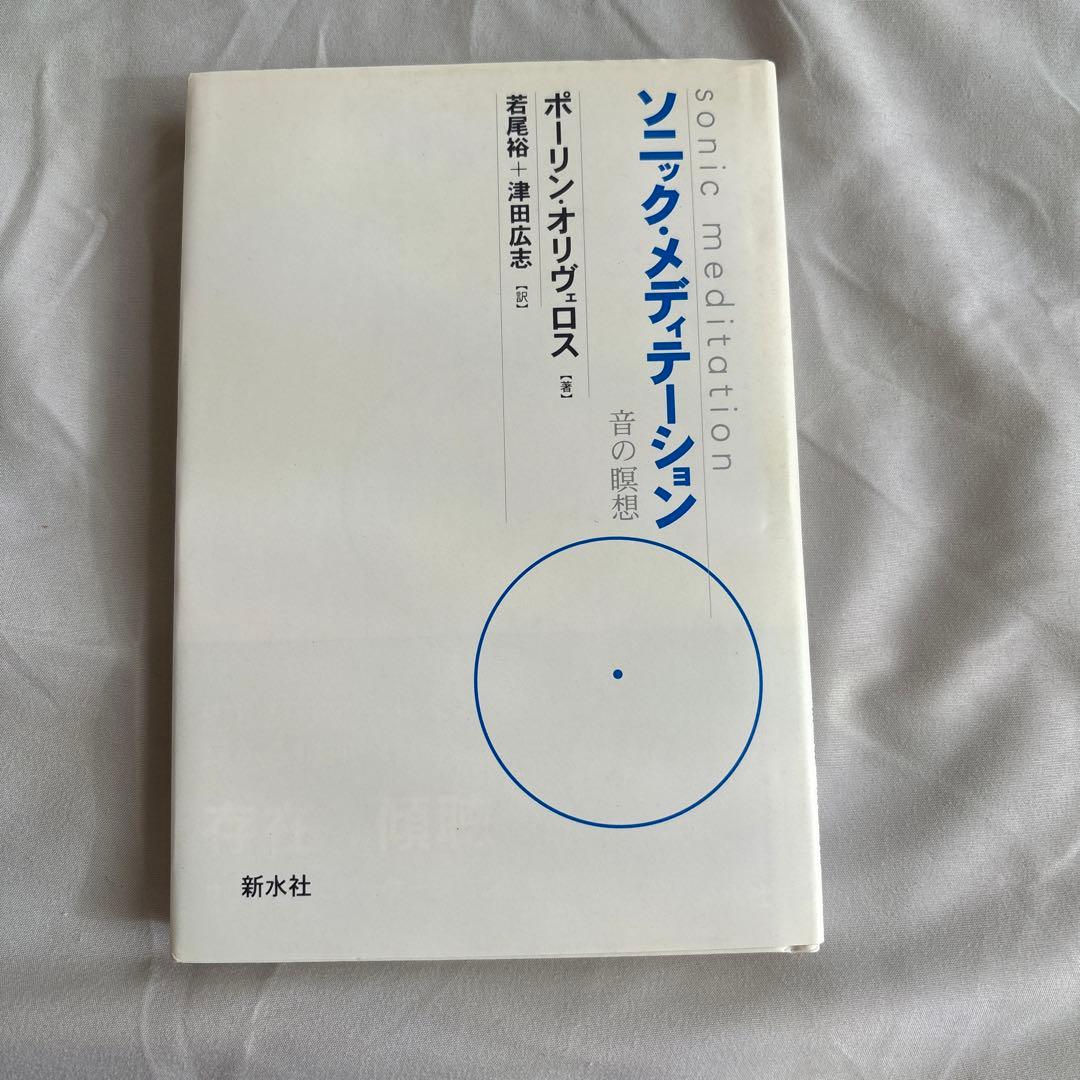 sonic meditation
ソニック・メディテーション
音の瞑想
ポーリン・オリヴェロス【著】
若尾裕+津田広志【訳】
新水社